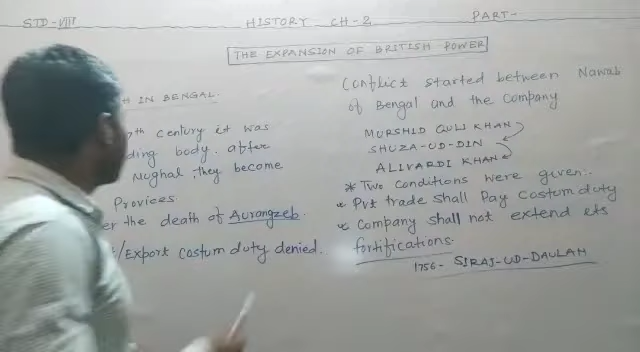 STD-VIII
HISTORY CH-2
PART-
THE EXPANSION OF BRITISH POWER
H IN BENGAL.
th century it was
ding body. after
Mughal they become
Provices
er the death of Aurangzeb.
/Export costum duty denied.
Conflict started between Nawab
of Bengal and the Company
MURSHID QULI KHAN
SHUZA-UD-DIN
ALIVARDI KHAN
* Two conditions were given.
* Pvt trade shall Pay Costum duty
* Company shall not extend its
fortifications.
1756- SIRAJ-UD-DAULAH